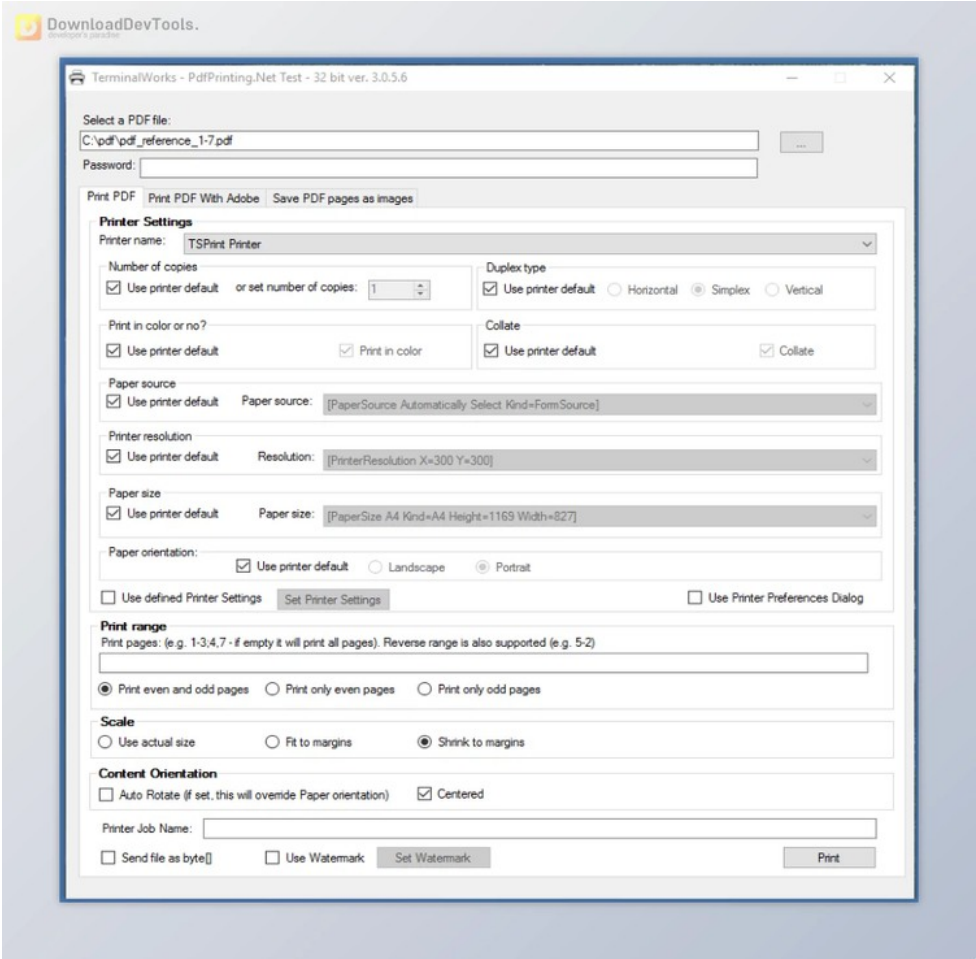 DownloadDevTools.
developer's paradise
TerminalWorks - PdfPrinting.Net Test - 32 bit ver. 3.0.5.6
Select a PDF file:
C:\pdf\pdf_reference_1-7.pdf
...
Password:
Print PDF Print PDF With Adobe Save PDF pages as images
Printer Settings
Printer name: TSPrint Printer
Number of copies
Use printer default or set number of copies: 1
Duplex type
Use printer default Horizontal Simplex Vertical
Print in color or no?
Use printer default Print in color
Collate
Use printer default Collate
Paper source
Use printer default Paper source: [PaperSource Automatically Select Kind=FormSource]
Printer resolution
Use printer default Resolution: [PrinterResolution X=300 Y=300]
Paper size
Use printer default Paper size: [PaperSize A4 Kind=A4 Height=1169 Width=827]
Paper orientation:
Use printer default Landscape Portrait
Use defined Printer Settings Set Printer Settings Use Printer Preferences Dialog
Print range
Print pages: (e.g. 1-3;4,7 - if empty it will print all pages). Reverse range is also supported (e.g. 5-2)
Print even and odd pages Print only even pages Print only odd pages
Scale
Use actual size Fit to margins Shrink to margins
Content Orientation
Auto Rotate (if set, this will override Paper orientation) Centered
Printer Job Name:
Send file as byte[] Use Watermark Set Watermark Print